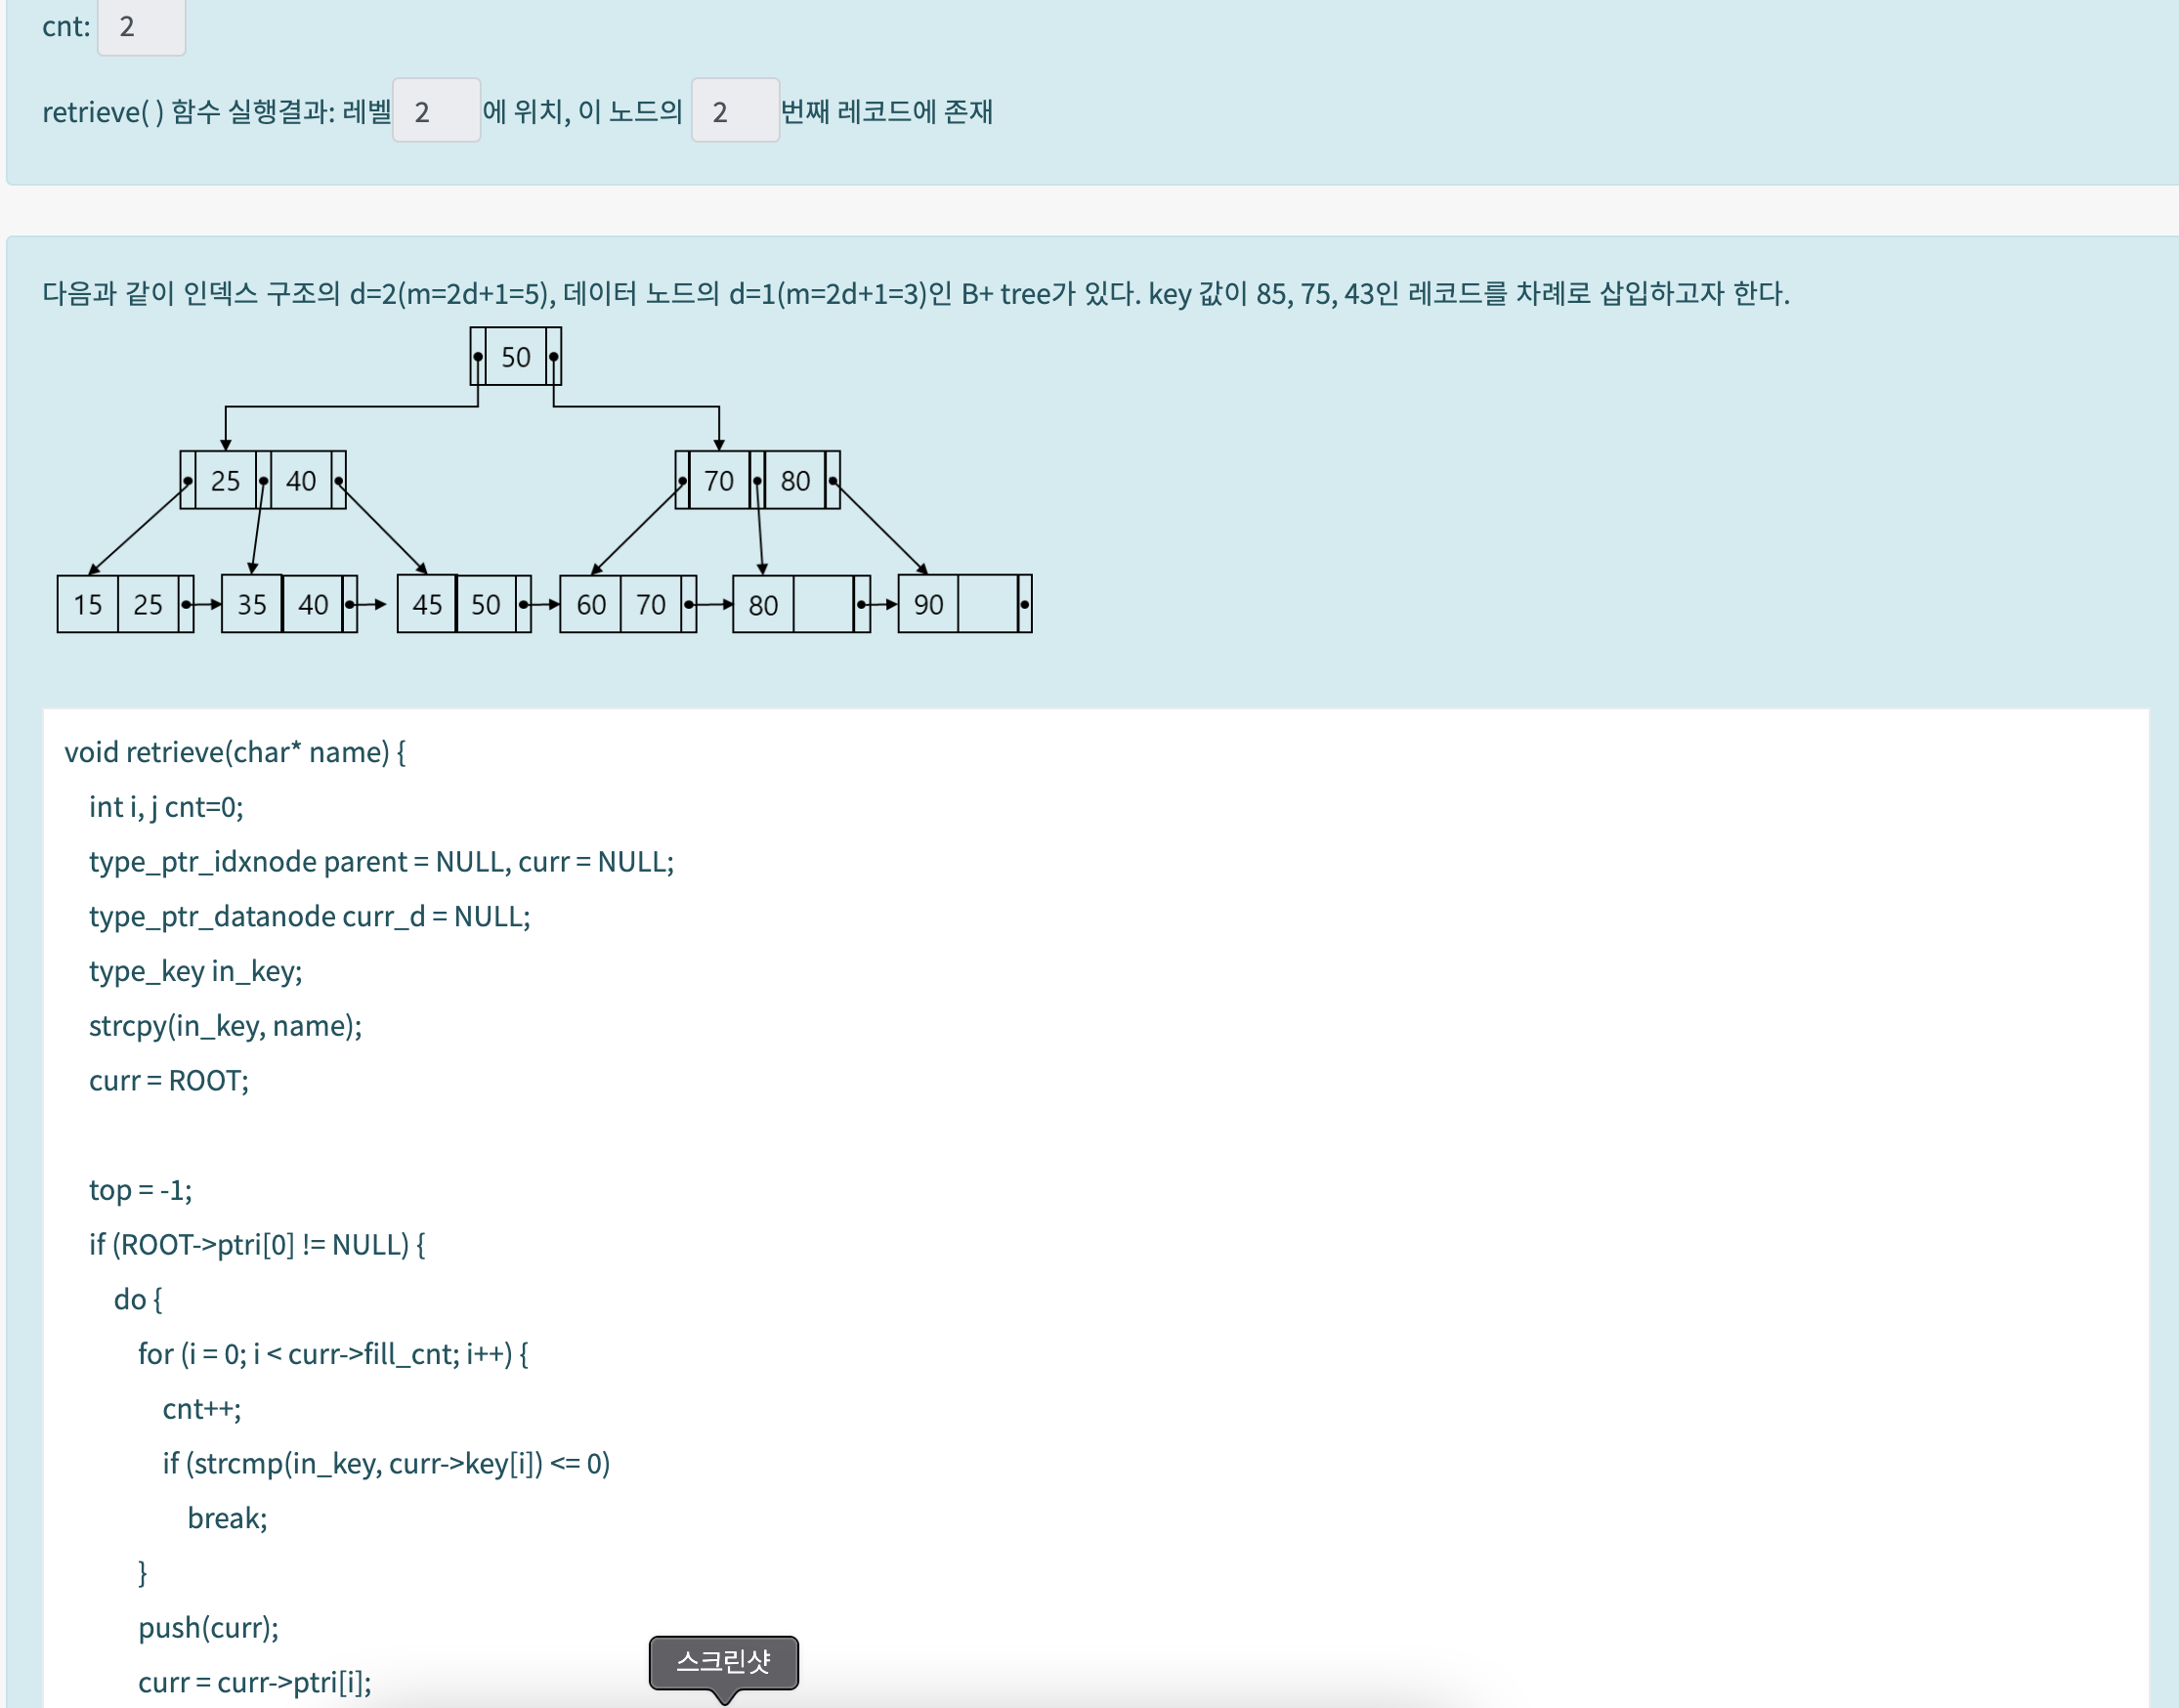 cnt: 2
retrieve( ) 함수 실행결과: 레벨 2 에 위치, 이 노드의 2 번째 레코드에 존재
다음과 같이 인덱스 구조의 d=2(m=2d+1=5), 데이터 노드의 d=1(m=2d+1=3)인 B+ tree가 있다. key 값이 85, 75, 43인 레코드를 차례로 삽입하고자 한다.
50
25 40 70 80
15 25 35 40 45 50 60 70 80 90
void retrieve(char* name) {
int i, j cnt=0;
type_ptr_idxnode parent = NULL, curr = NULL;
type_ptr_datanode curr_d = NULL;
type_key in_key;
strcpy(in_key, name);
curr = ROOT;
top = -1;
if (ROOT->ptri[0] != NULL) {
do {
for (i = 0; i < curr->fill_cnt; i++) {
cnt++;
if (strcmp(in_key, curr->key[i]) <= 0)
break;
}
push(curr);
스크린샷
curr = curr->ptri[i];